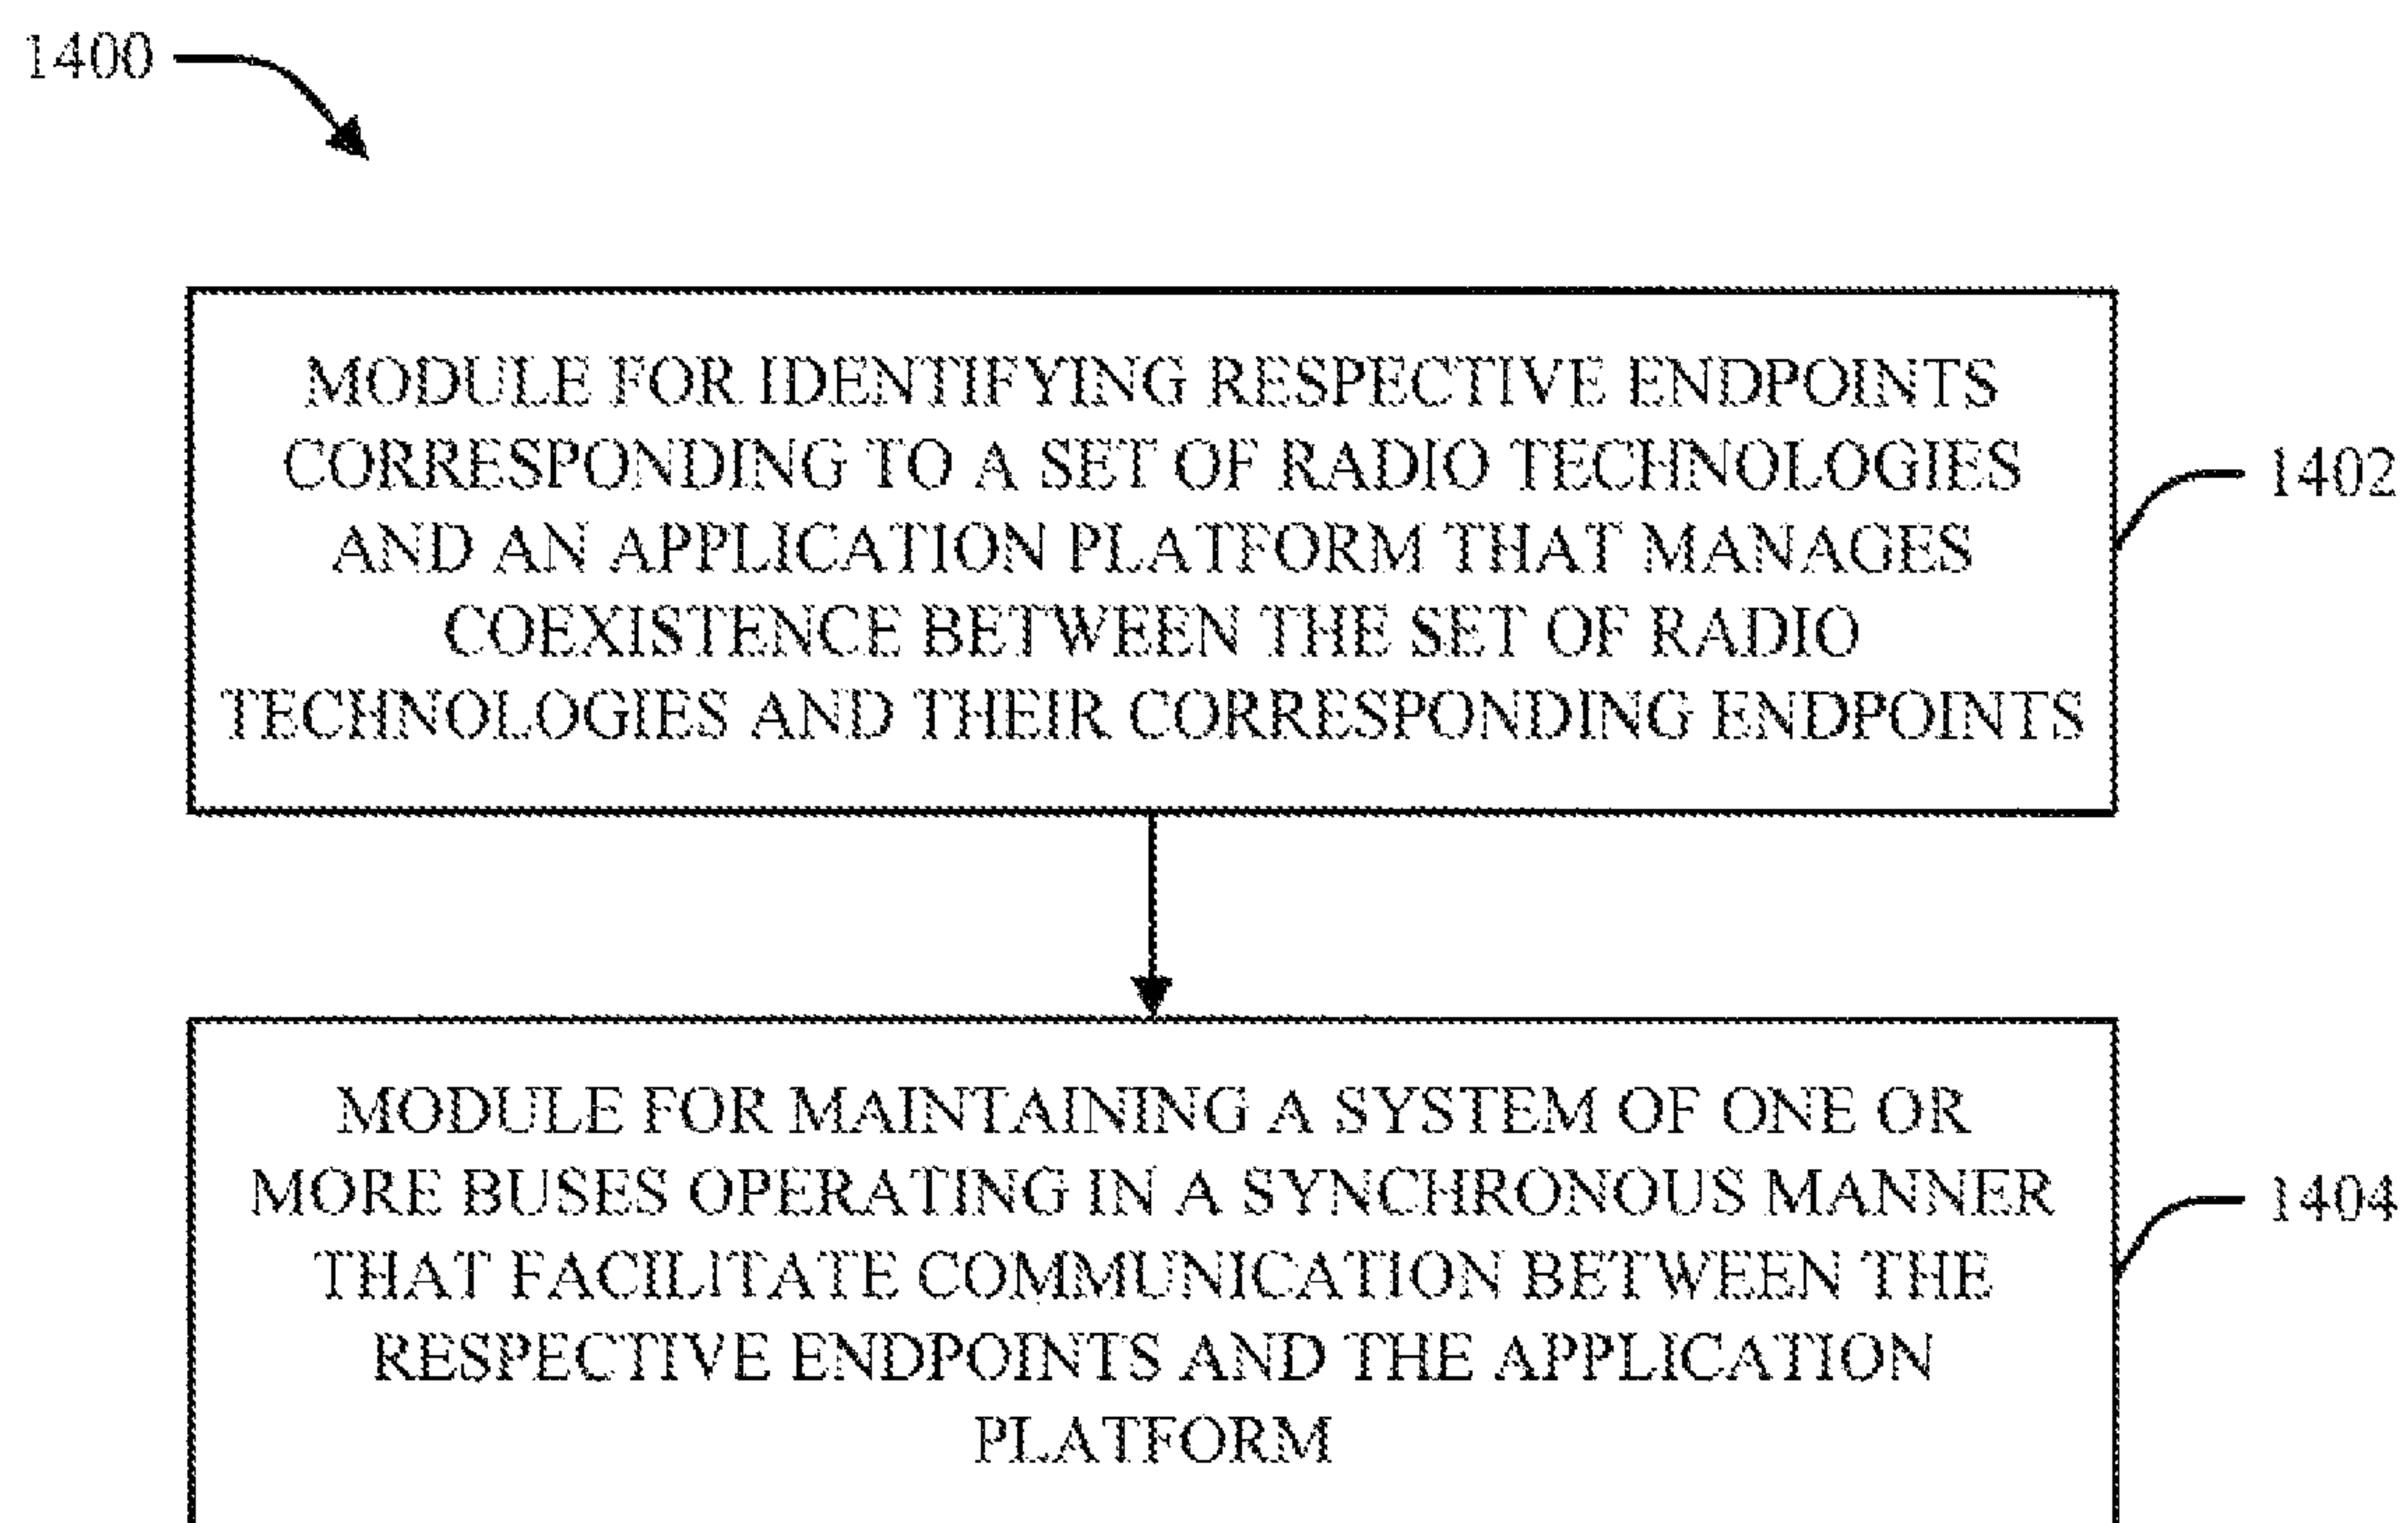 1400
MODULE FOR IDENTIFYING RESPECTIVE ENDPOINTS
CORRESPONDING TO A SET OF RADIO TECHNOLOGIES
AND AN APPLICATION PLATFORM THAT MANAGES
COEXISTENCE BETWEEN THE SET OF RADIO
TECHNOLOGIES AND THEIR CORRESPONDING ENDPOINTS
1402
MODULE FOR MAINTAINING A SYSTEM OF ONE OR
MORE BUSES OPERATING IN A SYNCHRONOUS MANNER
THAT FACILITATE COMMUNICATION BETWEEN THE
RESPECTIVE ENDPOINTS AND THE APPLICATION
PLATFORM
1404